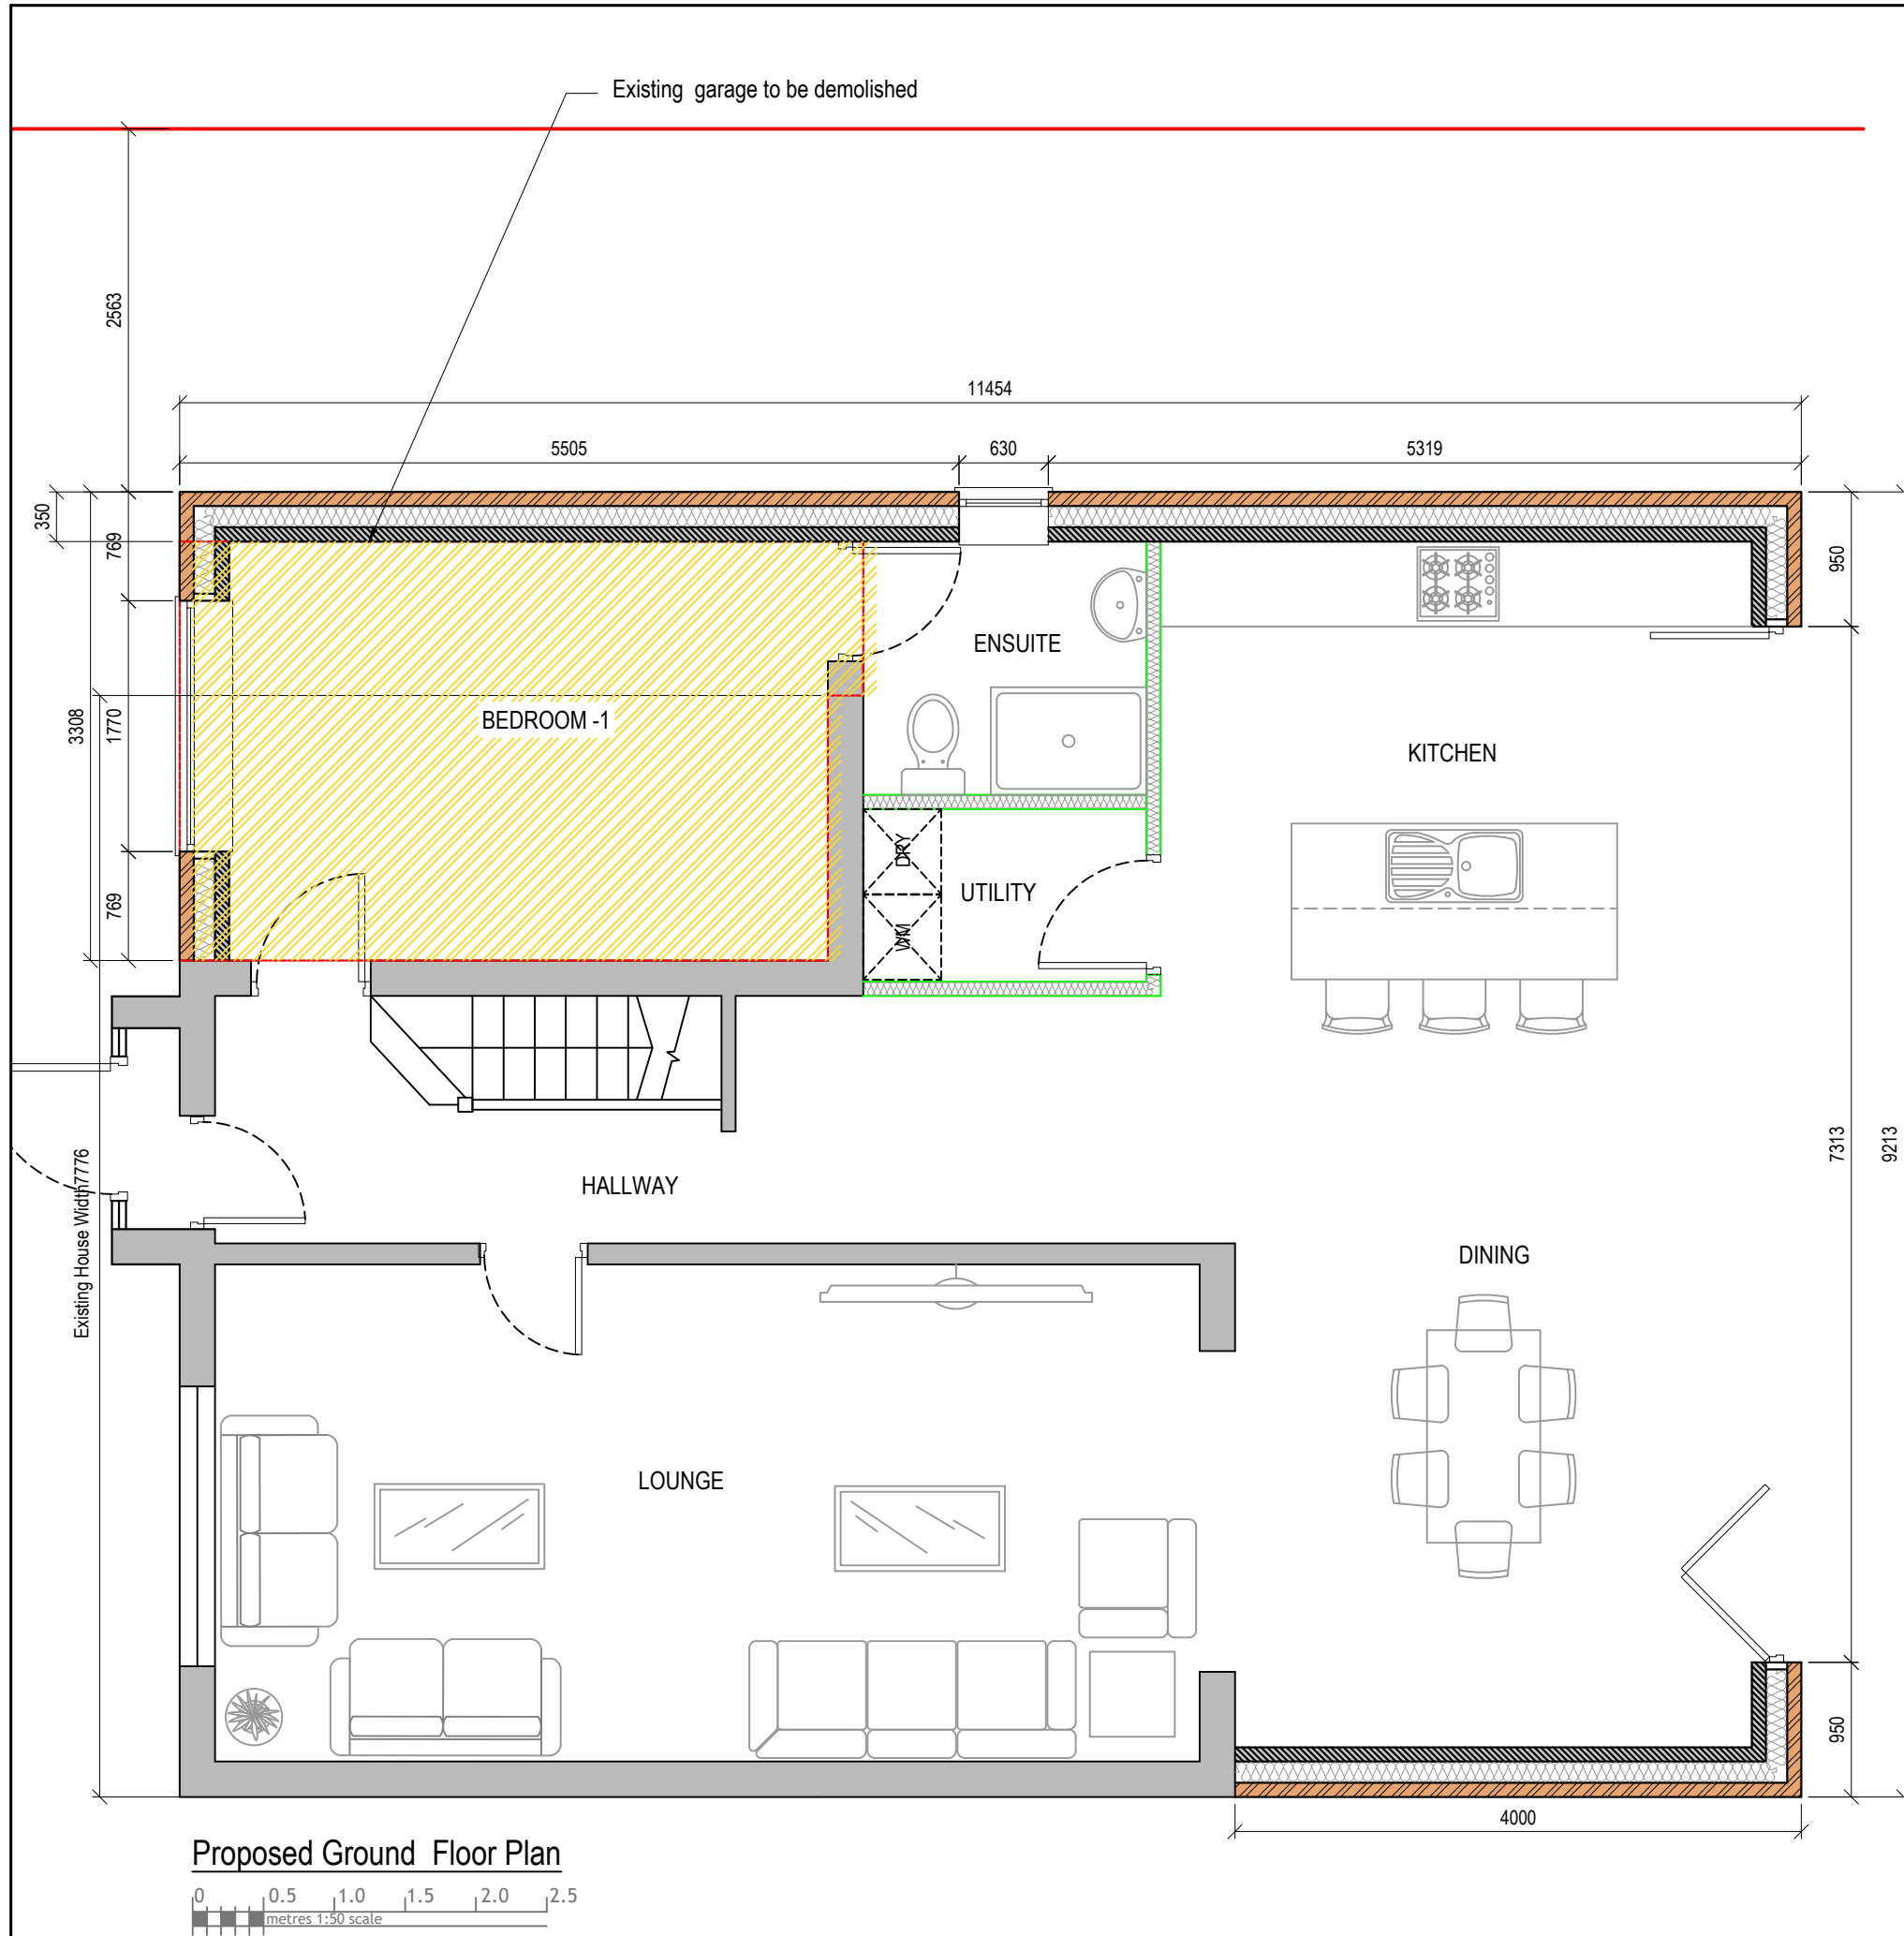 Existing garage to be demolished
2563
11454
5505
630
5319
350
769
950
ENSUITE
BEDROOM -1
3308
1770
KITCHEN
DRY
UTILITY
769
WM
7313
9213
Existing House Width7776
HALLWAY
DINING
LOUNGE
950
4000
Proposed Ground Floor Plan
0 0.5 1.0 1.5 2.0 2.5
metres 1:50 scale